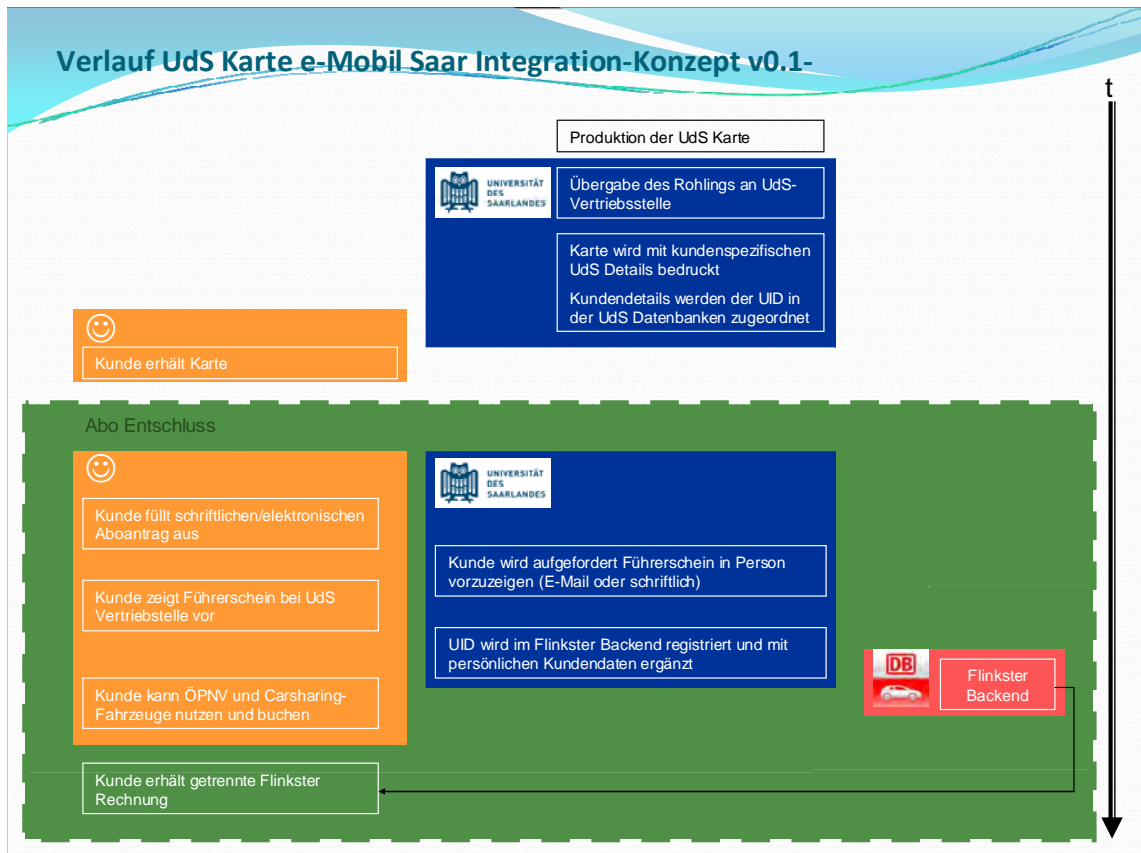 Verlauf UdS Karte e-Mobil Saar Integration-Konzept v0.1-
t
Produktion der UdS Karte
UNIVERSITÄT
DES
SAARLANDES
Übergabe des Rohlings an UdS-
Vertriebsstelle
Karte wird mit kundenspezifischen
UdS Details bedruckt
Kundendetails werden der UID in
der UdS Datenbanken zugeordnet
Kunde erhält Karte
Abo Entschluss
Kunde füllt schriftlichen/elektronischen
Aboantrag aus
Kunde zeigt Führerschein bei UdS
Vertriebstelle vor
Kunde kann ÖPNV und Carsharing-
Fahrzeuge nutzen und buchen
UNIVERSITÄT
DES
SAARLANDES
Kunde wird aufgefordert Führerschein in Person
vorzuzeigen (E-Mail oder schriftlich)
UID wird im Flinkster Backend registriert und mit
persönlichen Kundendaten ergänzt
DB
Flinkster
Backend
Kunde erhält getrennte Flinkster
Rechnung